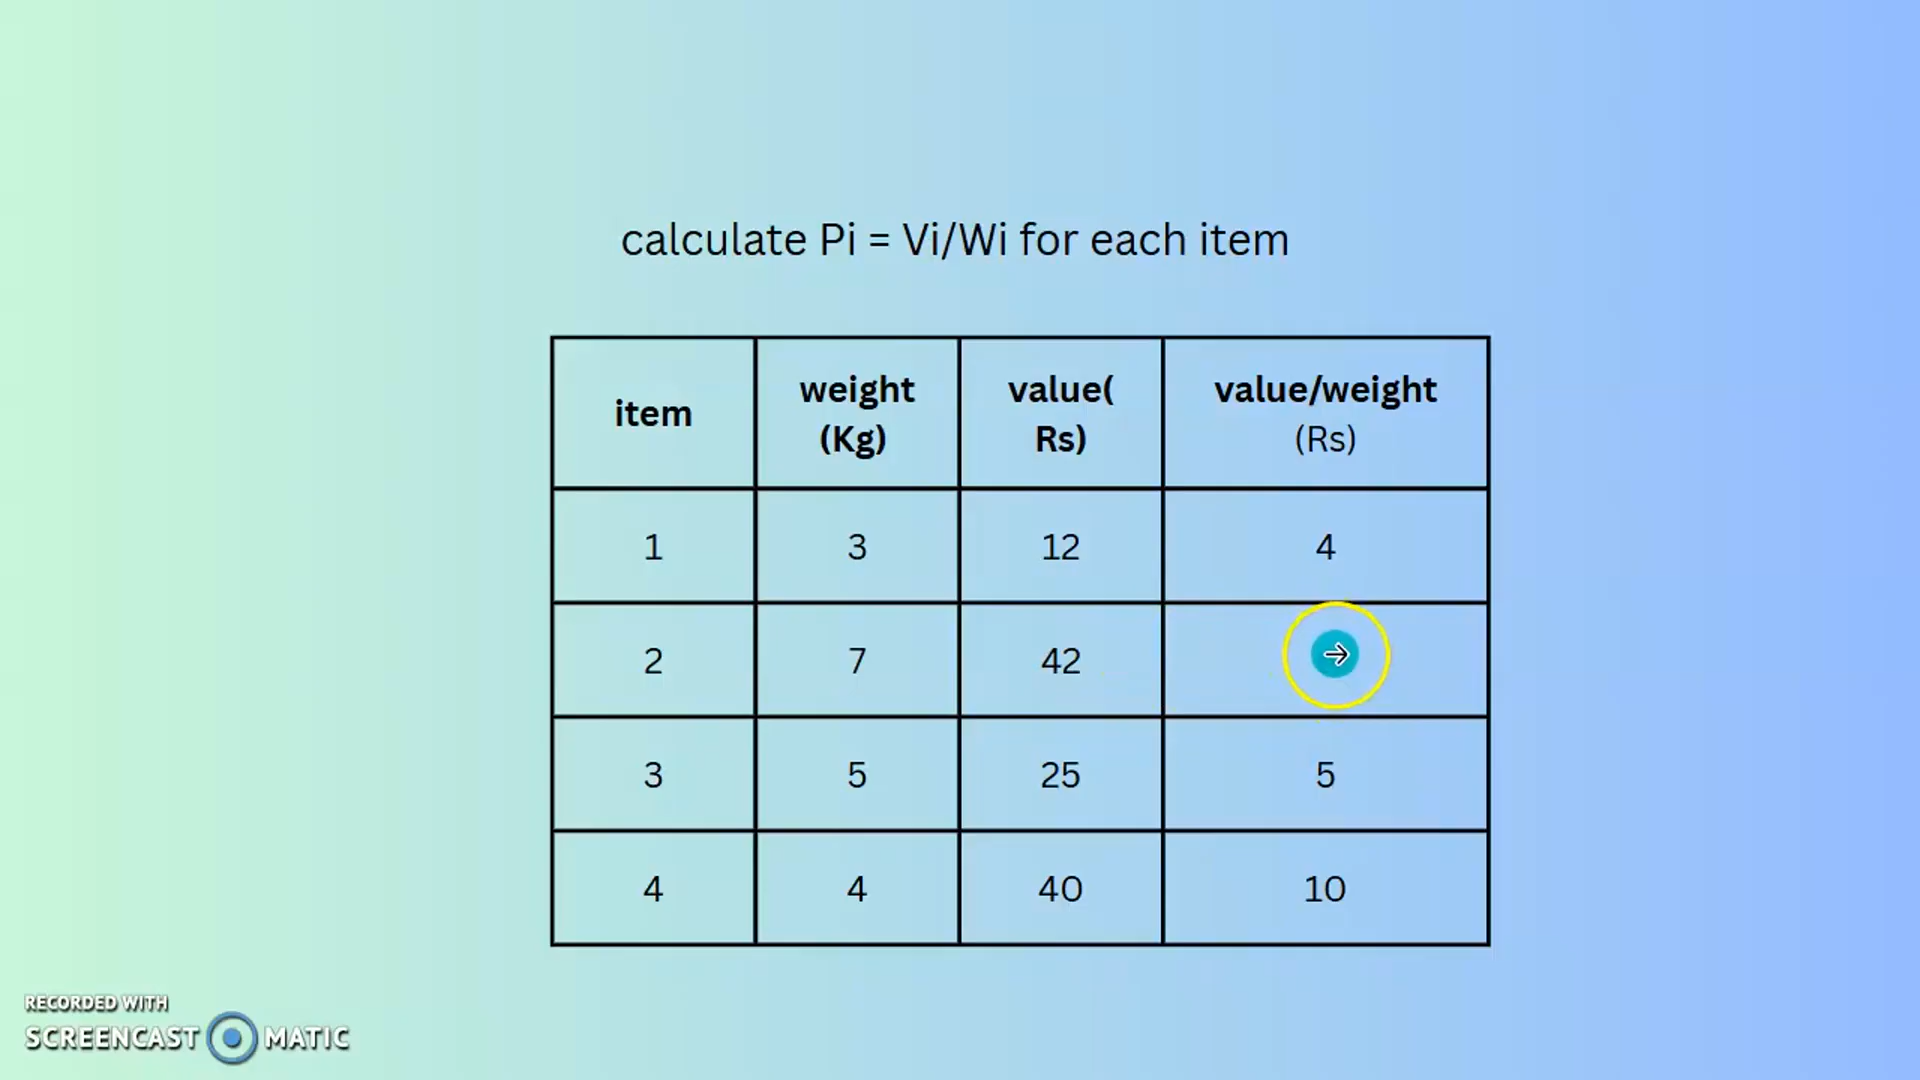 calculate Pi = Vi/Wi for each item
item weight (Kg) value( Rs) value/weight (Rs)
1 3 12 4
2 7 42
3 5 25 5
4 4 40 10
RECORDED WITH
SCREENCAST MATIC